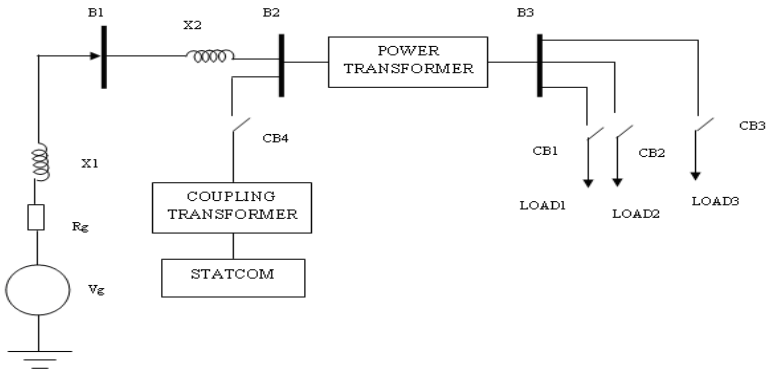 B1
X2
B2
B3
POWER
TRANSFORMER
CB4
CB1
CB2
CB3
X1
COUPLING
TRANSFORMER
LOAD1
LOAD2
LOAD3
Rg
STATCOM
Vg